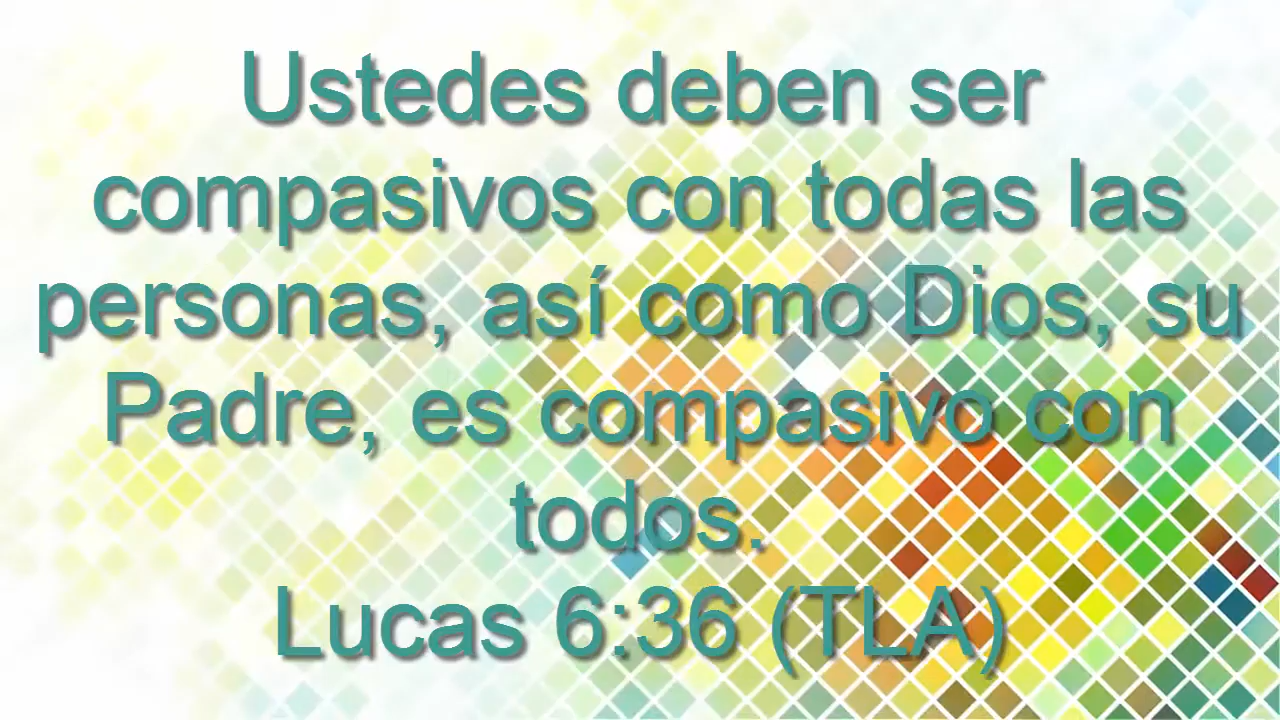 Ustedes deben ser
compasivos con todas las
personas, así como Dios, su
Padre, es compasivo con
todos.
Lucas 6:36 (TLA)